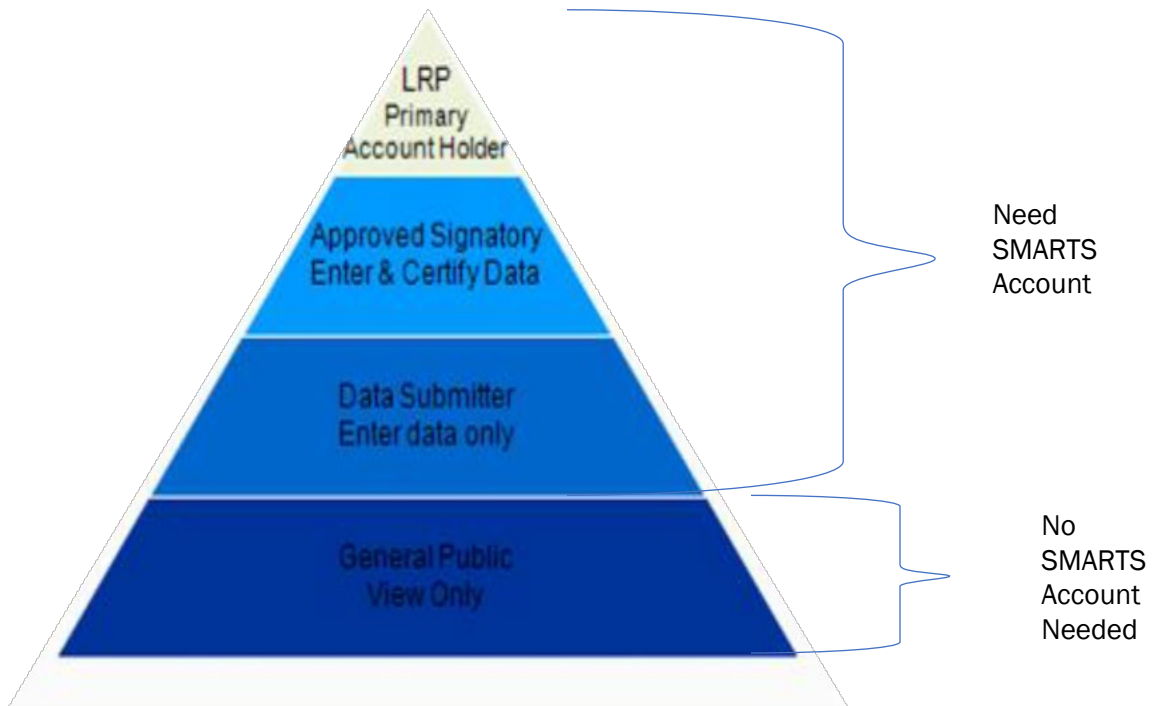 LRP
Primary
Account Holder
Approved Signatory
Enter & Certify Data
Data Submitter
Enter data only
General Public
View Only
Need
SMARTS
Account
No
SMARTS
Account
Needed